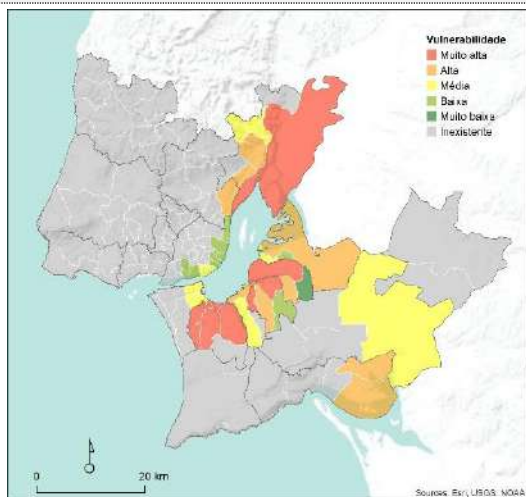 Vulnerabilidade
Muito alta
Alta
Média
Baixa
Muito baixa
Inexistente
0 20 km
Sources: Esri, USGS, NOAA